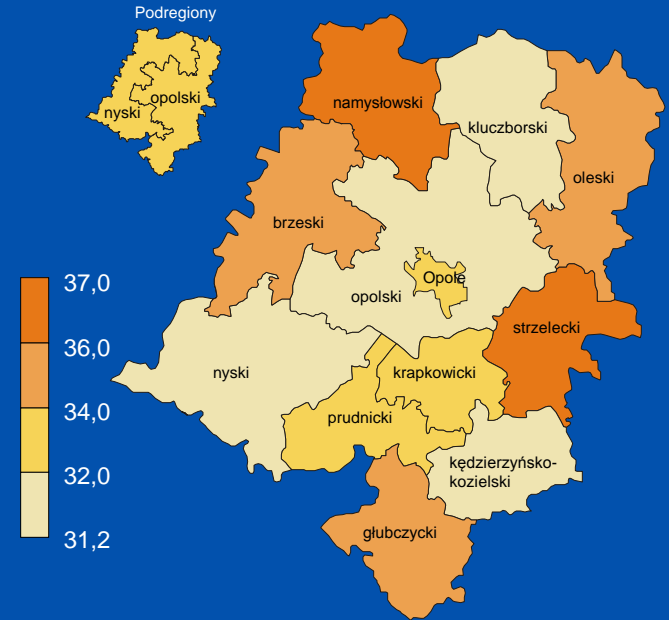 Podregiony
opolski
nyski
namysłowski
kluczborski
oleski
brzeski
Opole
opolski
strzelecki
nyski
krapkowicki
prudnicki
kędzierzyńsko-
kozielski
głubczycki
37,0
36,0
34,0
32,0
31,2